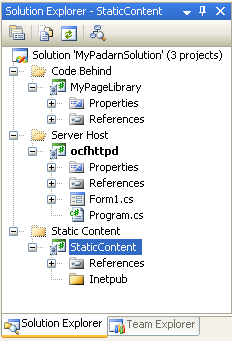 Solution Explorer - StaticContent
Solution 'MyPadarnSolution' (3 projects)
Code Behind
MyPageLibrary
Properties
References
Server Host
ocfhttpd
Properties
References
Form1.cs
Program.cs
Static Content
StaticContent
References
Inetpub
Solution Explorer Team Explorer